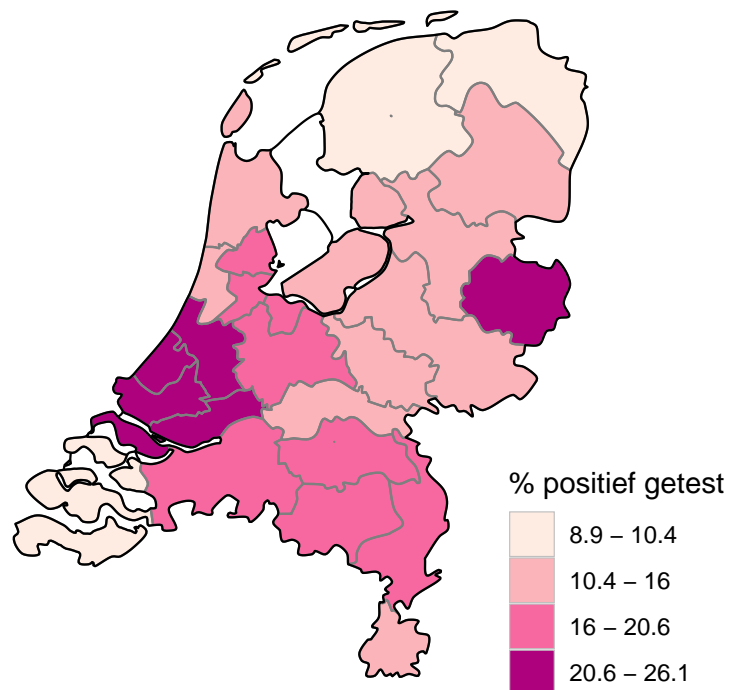 % positief getest
8.9 – 10.4
10.4 – 16
16 – 20.6
20.6 – 26.1